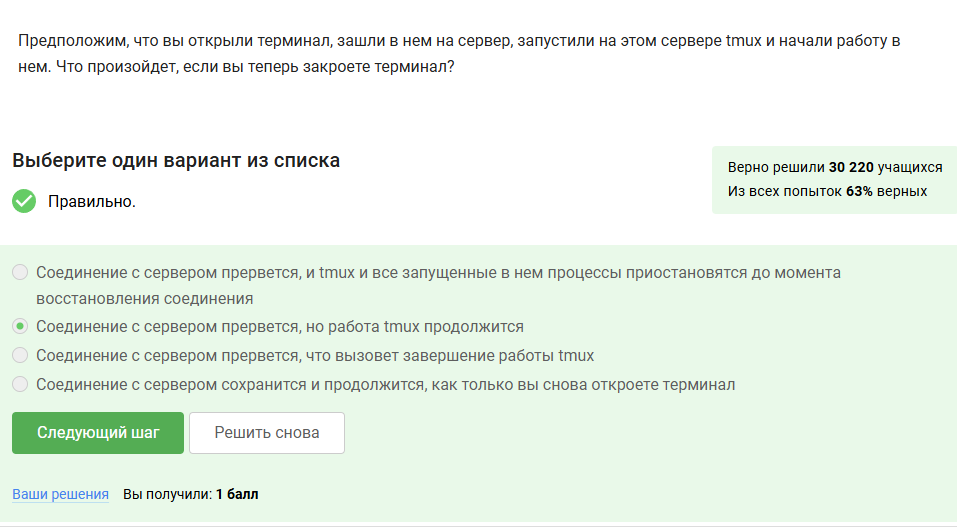 Предположим, что вы открыли терминал, зашли в нем на сервер, запустили на этом сервере tmux и начали работу в
нем. Что произойдет, если вы теперь закроете терминал?
Выберите один вариант из списка
Правильно.
Верно решили 30 220 учащихся
Из всех попыток 63% верных
Соединение с сервером прервется, и tmux и все запущенные в нем процессы приостановятся до момента
восстановления соединения
Соединение с сервером прервется, но работа tmux продолжится
Соединение с сервером прервется, что вызовет завершение работы tmux
Соединение с сервером сохранится и продолжится, как только вы снова откроете терминал
Следующий шаг
Решить снова
Ваши решения Вы получили: 1 балл